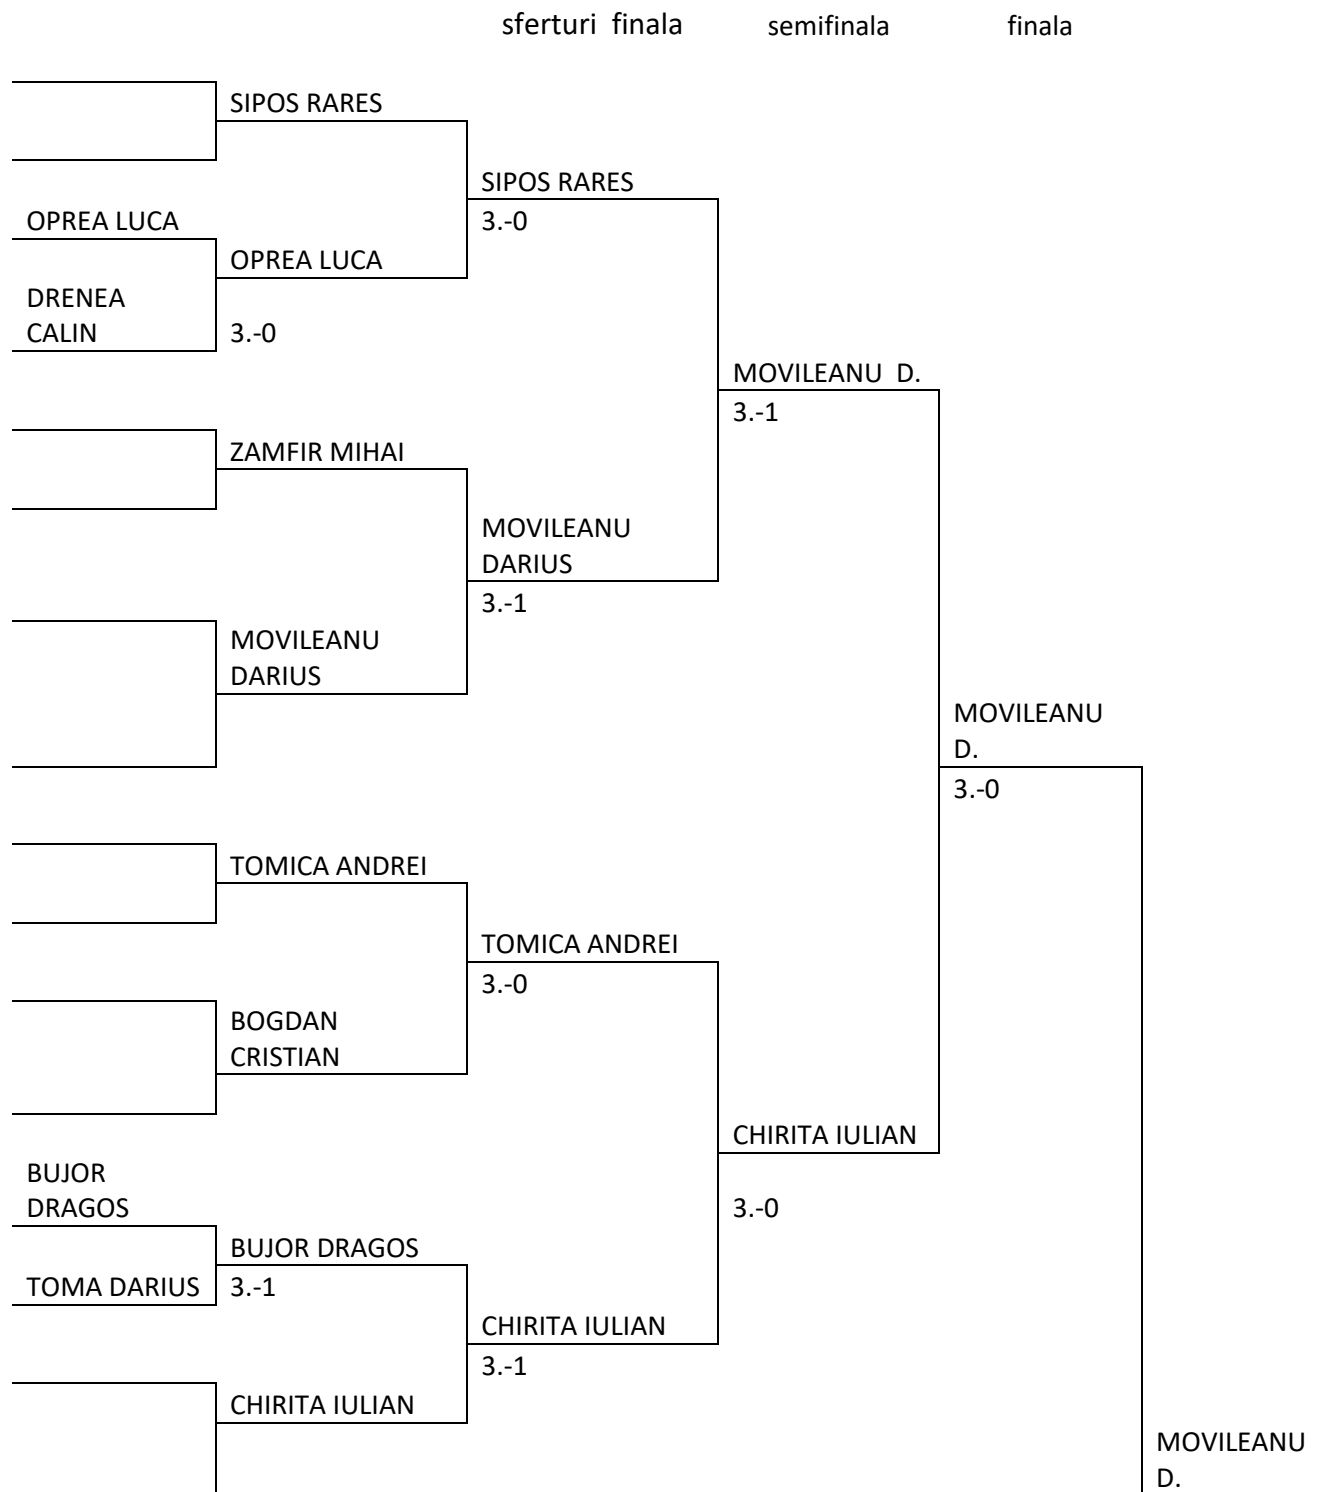 sferturi finala semifinala finala
SIPOS RARES
SIPOS RARES
OPREA LUCA
3.-0
OPREA LUCA
DRENEA
CALIN
3.-0
MOVILEANU D.
3.-1
ZAMFIR MIHAI
MOVILEANU
DARIUS
3.-1
MOVILEANU
DARIUS
MOVILEANU
D.
3.-0
TOMICA ANDREI
TOMICA ANDREI
3.-0
BOGDAN
CRISTIAN
CHIRITA IULIAN
BUJOR
DRAGOS
3.-0
BUJOR DRAGOS
TOMA DARIUS
3.-1
CHIRITA IULIAN
3.-1
CHIRITA IULIAN
MOVILEANU
D.